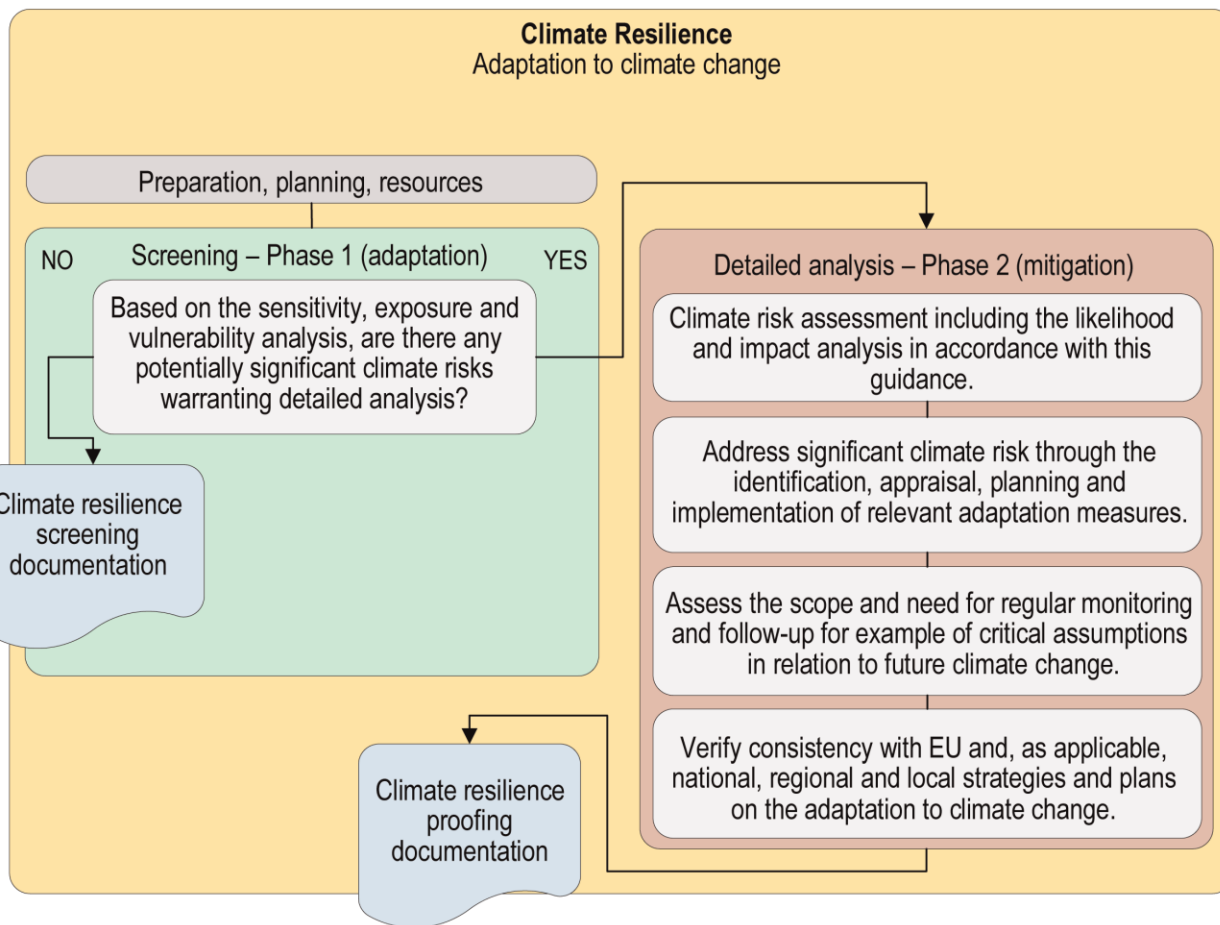 Climate Resilience
Adaptation to climate change
Preparation, planning, resources
NO
Screening – Phase 1 (adaptation)
YES
Based on the sensitivity, exposure and
vulnerability analysis, are there any
potentially significant climate risks
warranting detailed analysis?
Climate resilience
screening
documentation
Detailed analysis – Phase 2 (mitigation)
Climate risk assessment including the likelihood
and impact analysis in accordance with this
guidance.
Address significant climate risk through the
identification, appraisal, planning and
implementation of relevant adaptation measures.
Assess the scope and need for regular monitoring
and follow-up for example of critical assumptions
in relation to future climate change.
Verify consistency with EU and, as applicable,
national, regional and local strategies and plans
on the adaptation to climate change.
Climate resilience
proofing
documentation